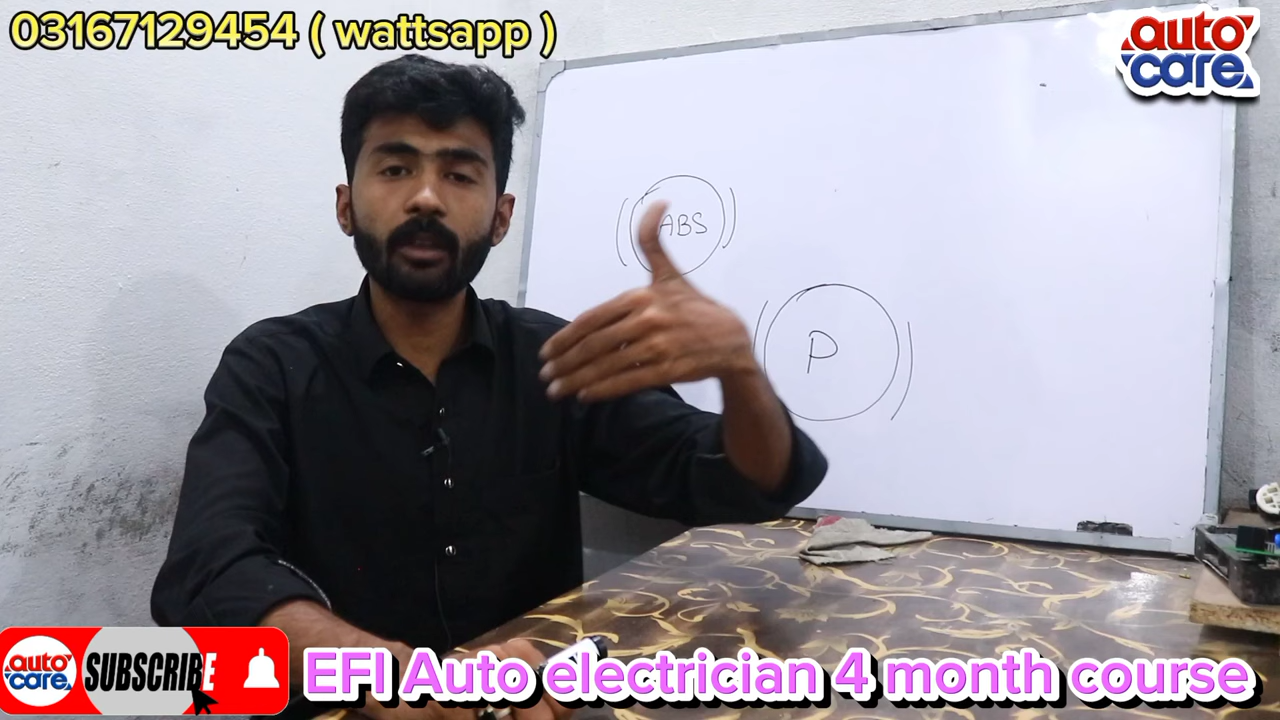 03167129454 ( wattsapp )
auto
care
ABS
P
auto
care
SUBSCRIBE
EFI Auto electrician 4 month course